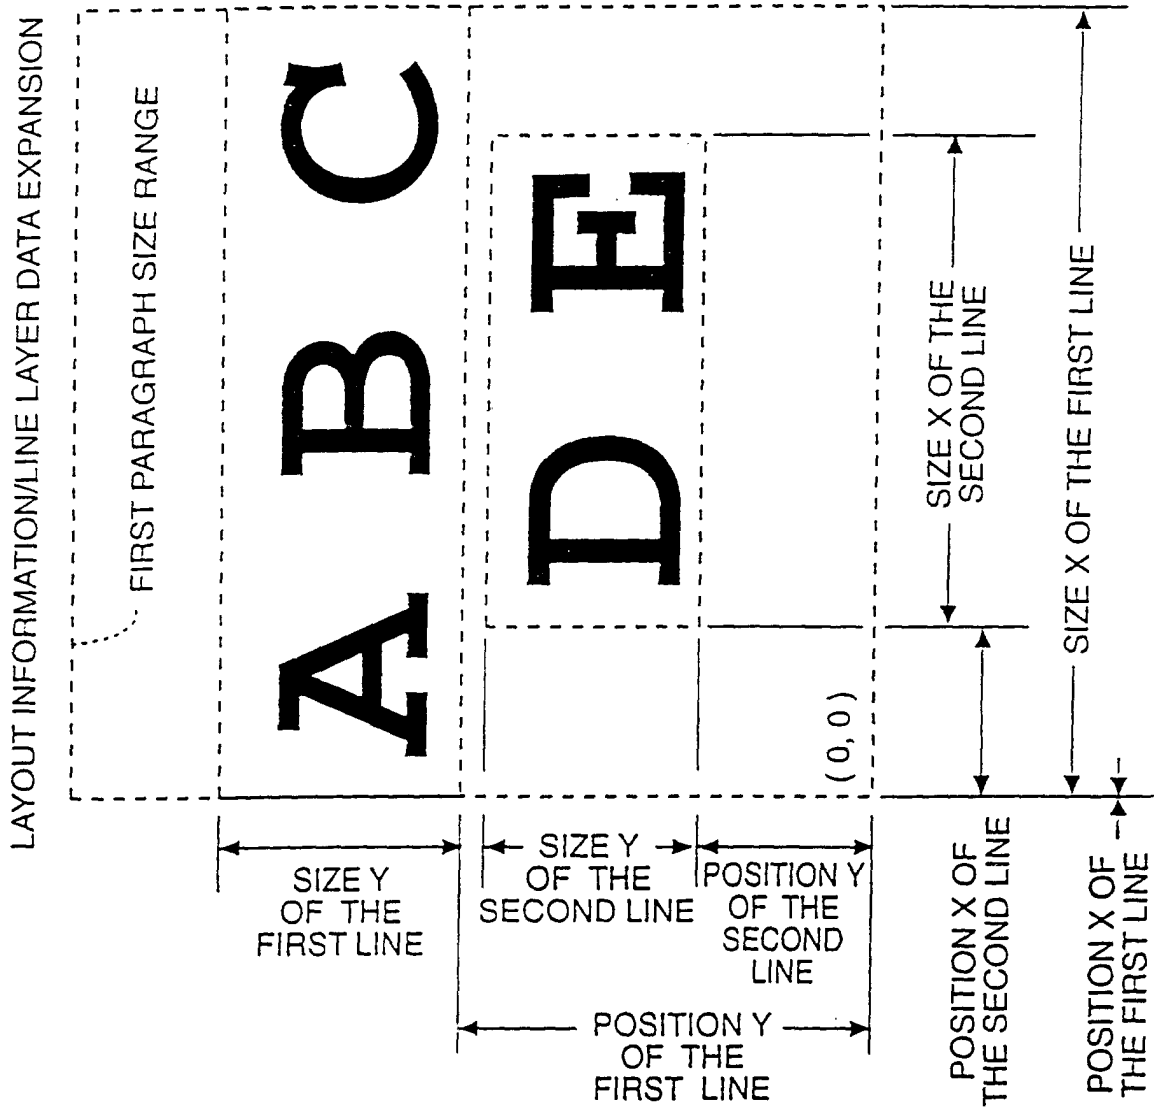 LAYOUT INFORMATION/LINE LAYER DATA EXPANSION
FIRST PARAGRAPH SIZE RANGE
A B C
D E
(0,0)
SIZE Y
OF THE
FIRST LINE
SIZE Y
OF THE
SECOND LINE
POSITION Y
OF THE
SECOND
LINE
POSITION Y
OF THE
FIRST LINE
SIZE X OF THE
SECOND LINE
SIZE X OF THE FIRST LINE
POSITION X OF
THE SECOND LINE
POSITION X OF
THE FIRST LINE